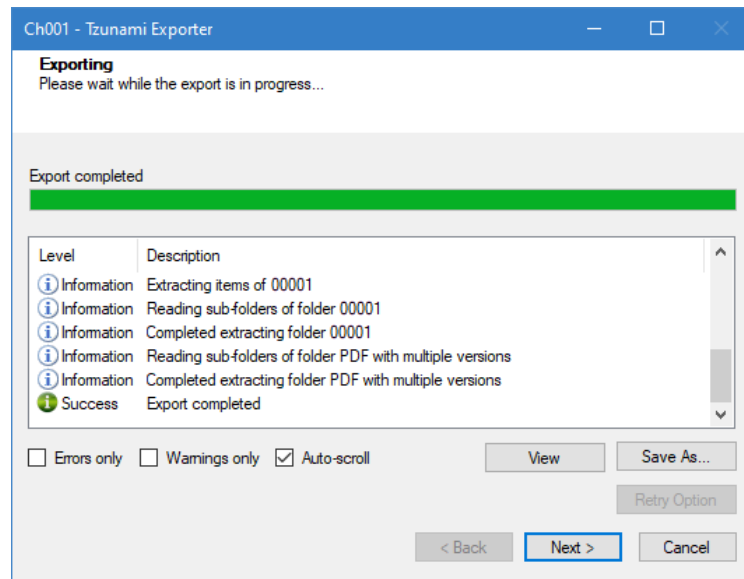 Ch001 - Tzunami Exporter
Exporting
Please wait while the export is in progress...
Export completed
Level Description
Information Extracting items of 00001
Information Reading sub-folders of folder 00001
Information Completed extracting folder 00001
Information Reading sub-folders of folder PDF with multiple versions
Information Completed extracting folder PDF with multiple versions
Success Export completed
Errors only Warnings only Auto-scroll View Save As...
Retry Option
< Back Next > Cancel